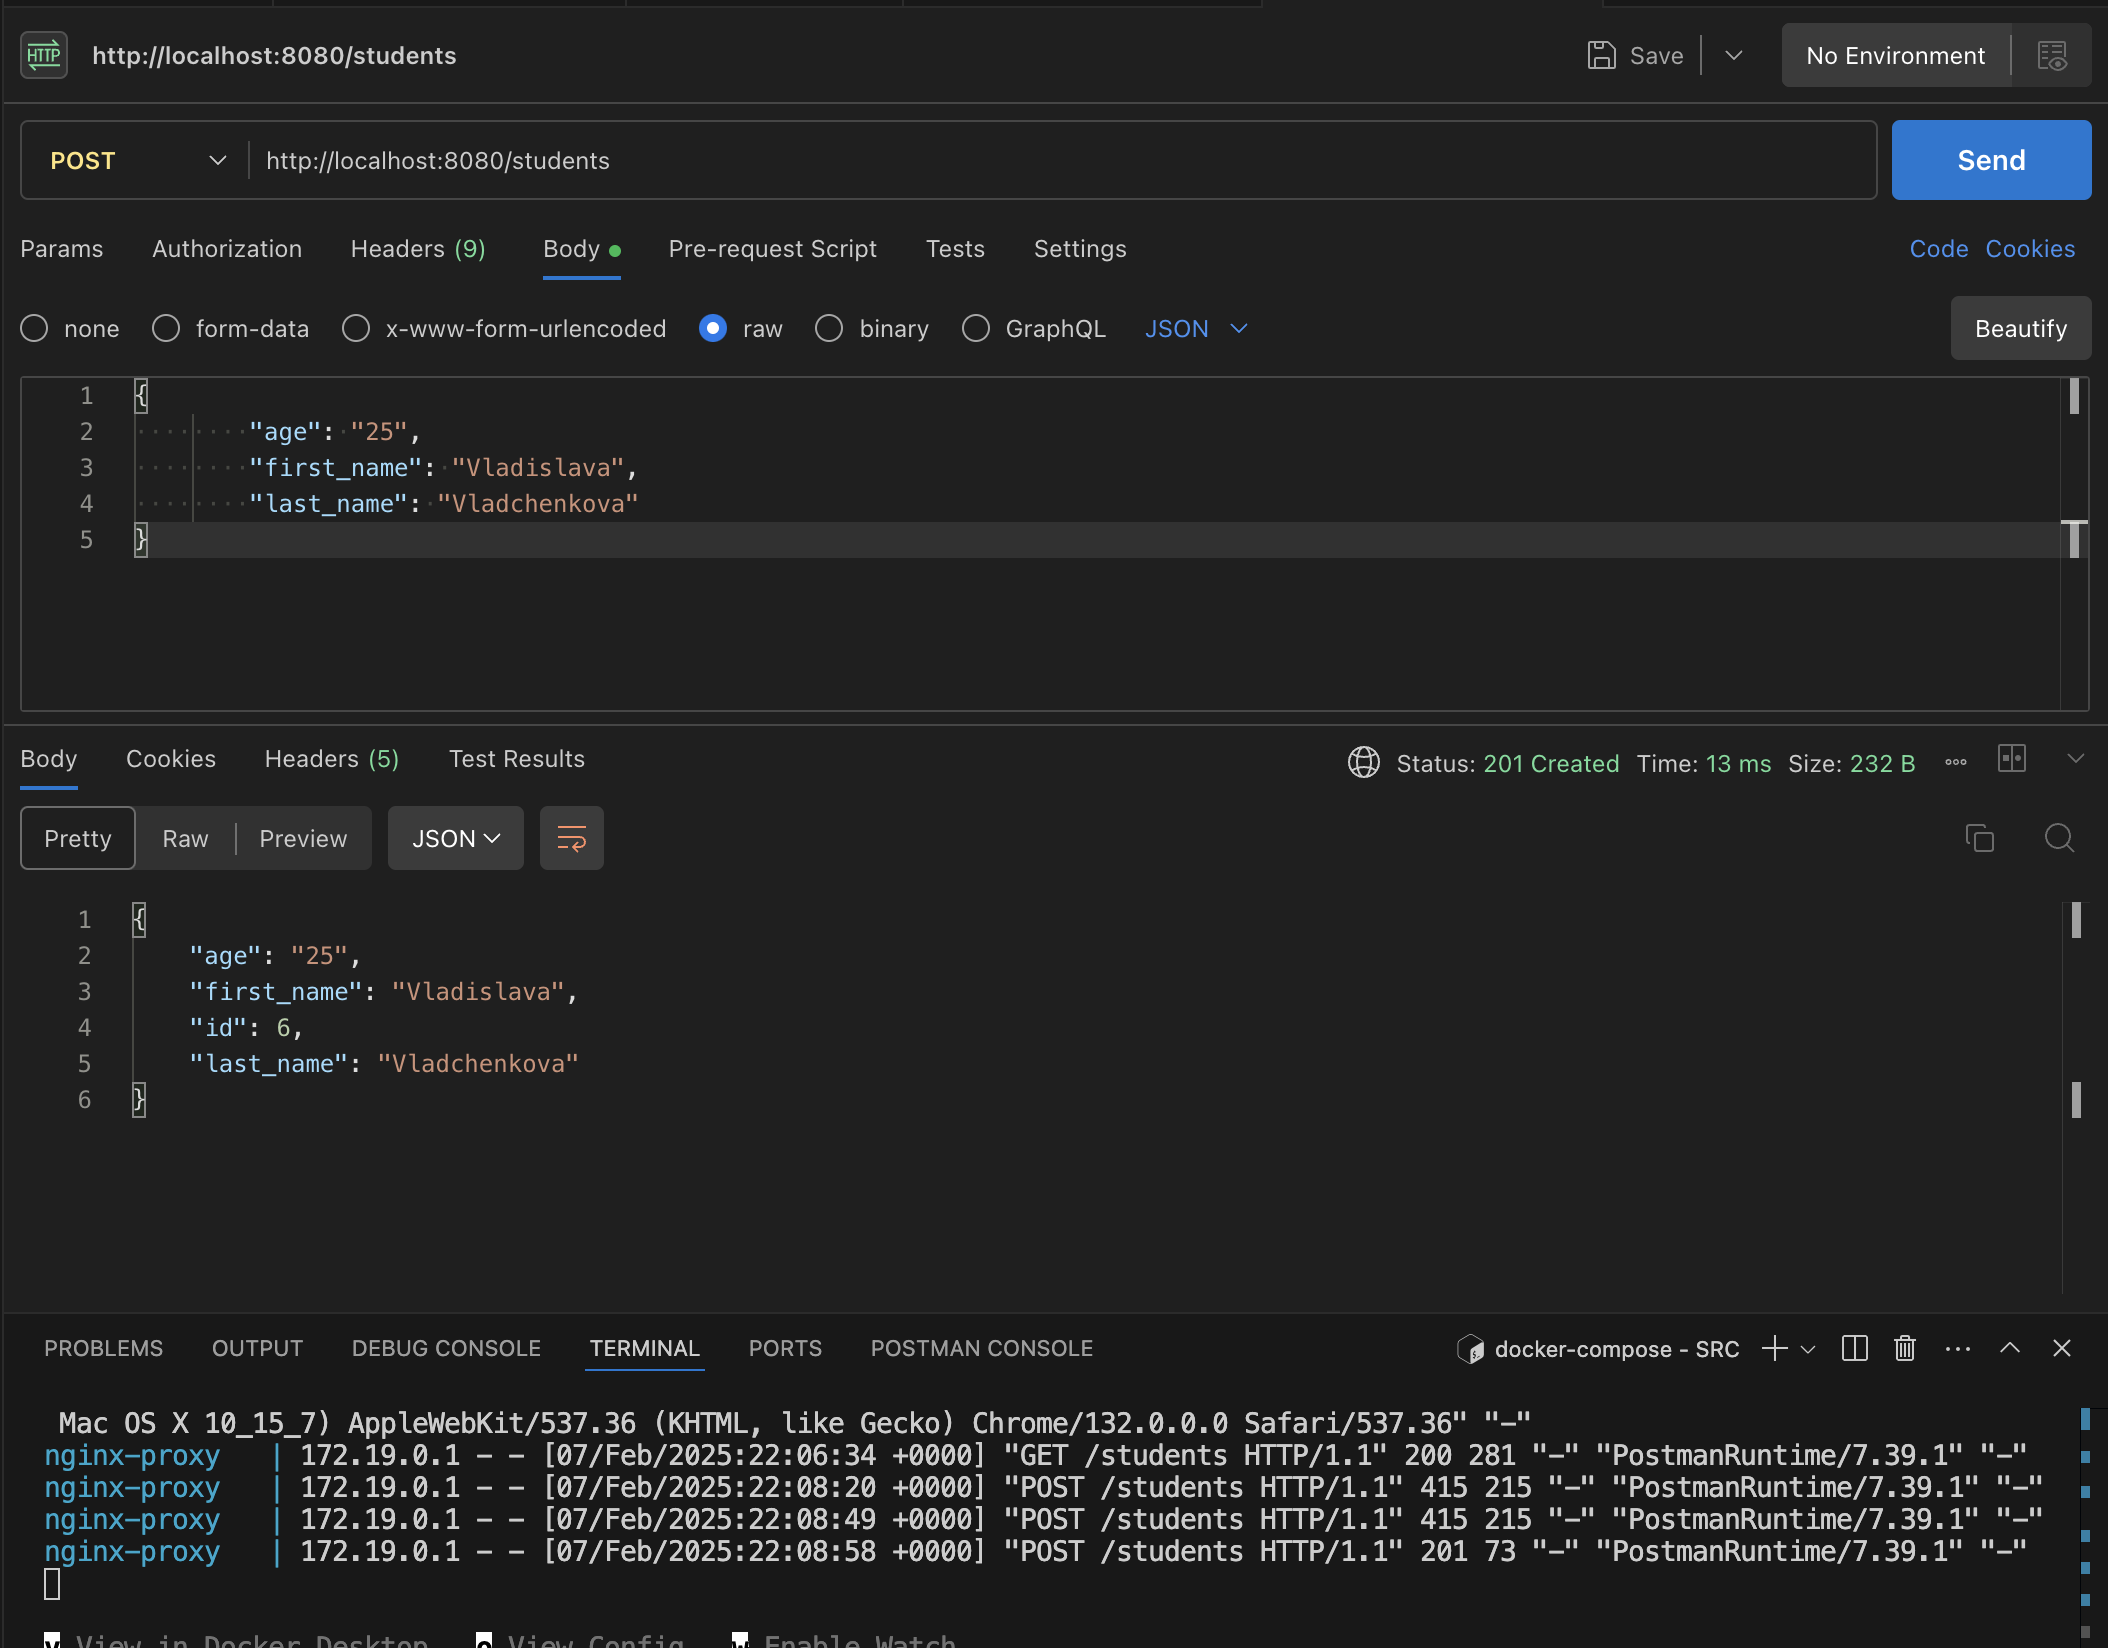 HTTP http://localhost:8080/students Save No Environment
POST http://localhost:8080/students Send
Params Authorization Headers (9) Body Pre-request Script Tests Settings Code Cookies
none form-data x-www-form-urlencoded raw binary GraphQL JSON Beautify
1 {
2 "age": "25",
3 "first_name": "Vladislava",
4 "last_name": "Vladchenkova"
5 }
Body Cookies Headers (5) Test Results Status: 201 Created Time: 13 ms Size: 232 B
Pretty Raw Preview JSON
1 {
2 "age": "25",
3 "first_name": "Vladislava",
4 "id": 6,
5 "last_name": "Vladchenkova"
6 }
PROBLEMS OUTPUT DEBUG CONSOLE TERMINAL PORTS POSTMAN CONSOLE docker-compose - SRC
Mac OS X 10_15_7) AppleWebKit/537.36 (KHTML, like Gecko) Chrome/132.0.0.0 Safari/537.36" "-"
nginx-proxy | 172.19.0.1 - - [07/Feb/2025:22:06:34 +0000] "GET /students HTTP/1.1" 200 281 "-" "PostmanRuntime/7.39.1" "-"
nginx-proxy | 172.19.0.1 - - [07/Feb/2025:22:08:20 +0000] "POST /students HTTP/1.1" 415 215 "-" "PostmanRuntime/7.39.1" "-"
nginx-proxy | 172.19.0.1 - - [07/Feb/2025:22:08:49 +0000] "POST /students HTTP/1.1" 415 215 "-" "PostmanRuntime/7.39.1" "-"
nginx-proxy | 172.19.0.1 - - [07/Feb/2025:22:08:58 +0000] "POST /students HTTP/1.1" 201 73 "-" "PostmanRuntime/7.39.1" "-"
v View in Docker Desktop o View Config w Enable Watch